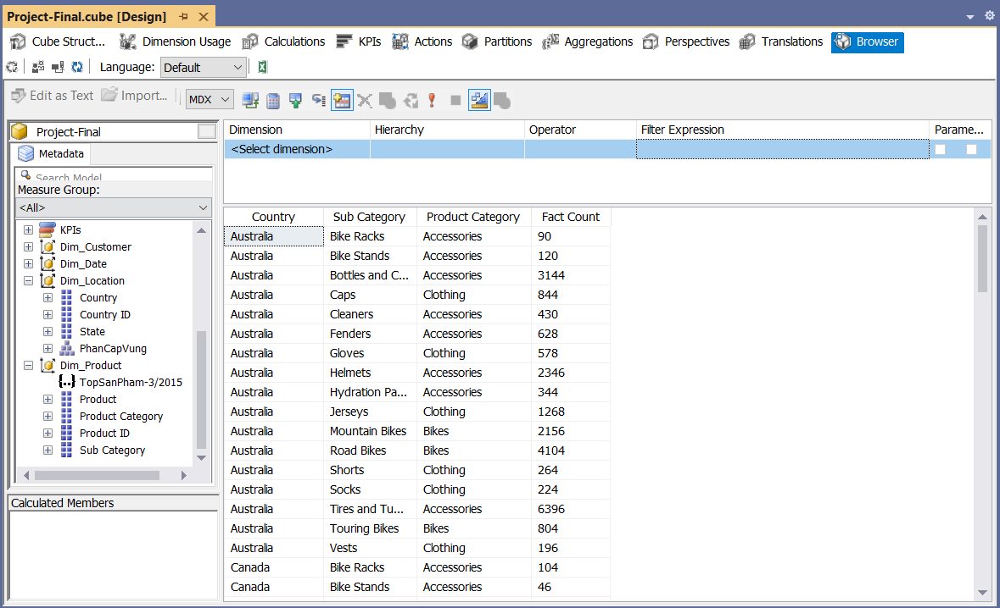 Project-Final.cube [Design]
Cube Struct... Dimension Usage Calculations KPIs Actions Partitions Aggregations Perspectives Translations Browser
Language: Default
Edit as Text Import... MDX
Project-Final
Metadata
Search Model
Measure Group:
<All>
KPIs
Dim_Customer
Dim_Date
Dim_Location
Country
Country ID
State
PhanCapVung
Dim_Product
TopSanPham-3/2015
Product
Product Category
Product ID
Sub Category
Calculated Members
Dimension Hierarchy Operator Filter Expression Parame...
<Select dimension>
Country Sub Category Product Category Fact Count
Australia Bike Racks Accessories 90
Australia Bike Stands Accessories 120
Australia Bottles and C... Accessories 3144
Australia Caps Clothing 844
Australia Cleaners Accessories 430
Australia Fenders Accessories 628
Australia Gloves Clothing 578
Australia Helmets Accessories 2346
Australia Hydration Pa... Accessories 344
Australia Jerseys Clothing 1268
Australia Mountain Bikes Bikes 2156
Australia Road Bikes Bikes 4104
Australia Shorts Clothing 264
Australia Socks Clothing 224
Australia Tires and Tu... Accessories 6396
Australia Touring Bikes Bikes 804
Australia Vests Clothing 196
Canada Bike Racks Accessories 104
Canada Bike Stands Accessories 46